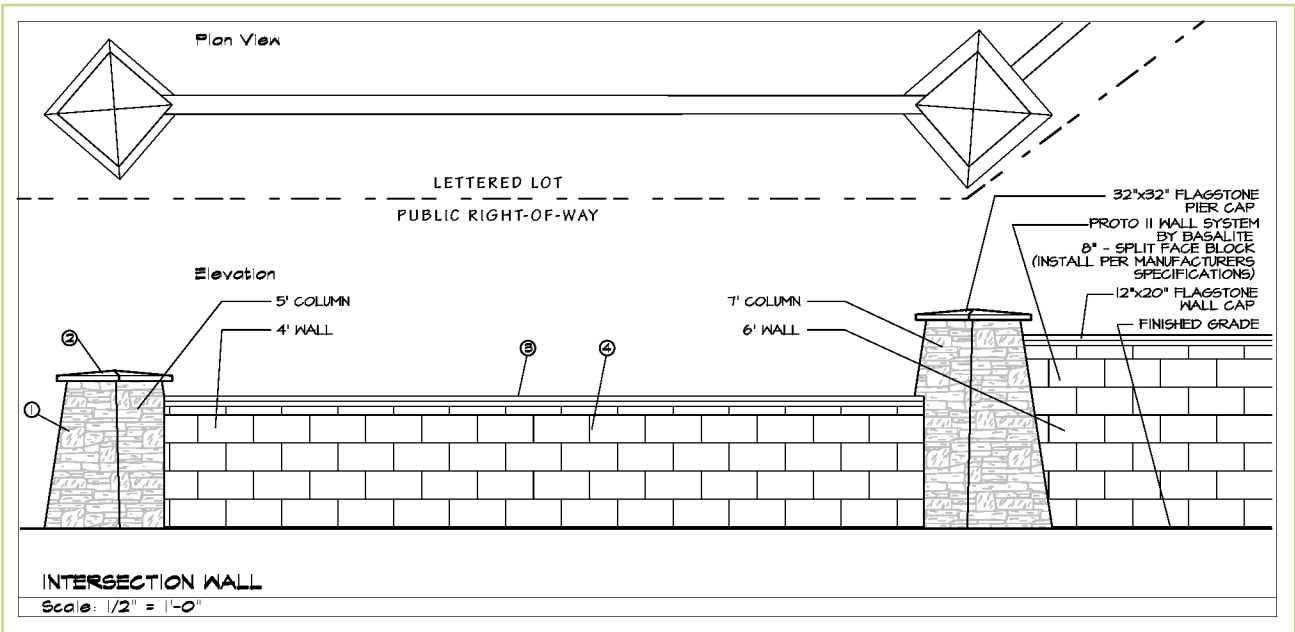 Plan View
LETTERED LOT
PUBLIC RIGHT-OF-WAY
32"x32" FLAGSTONE
PIER CAP
PROTO II WALL SYSTEM
BY BASALITE
8" - SPLIT FACE BLOCK
(INSTALL PER MANUFACTURERS
SPECIFICATIONS)
12"x20" FLAGSTONE
WALL CAP
FINISHED GRADE
Elevation
5' COLUMN
4' WALL
7' COLUMN
6' WALL
2
3
4
1
INTERSECTION WALL
Scale: 1/2" = 1'-0"